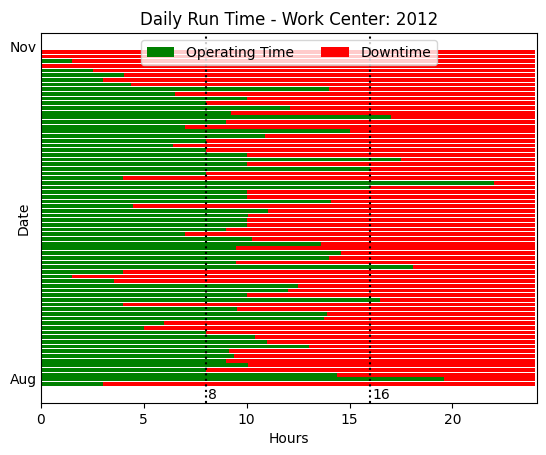 Daily Run Time - Work Center: 2012
Operating Time
Downtime
Nov
Date
Aug
8
16
0
5
10
15
20
Hours